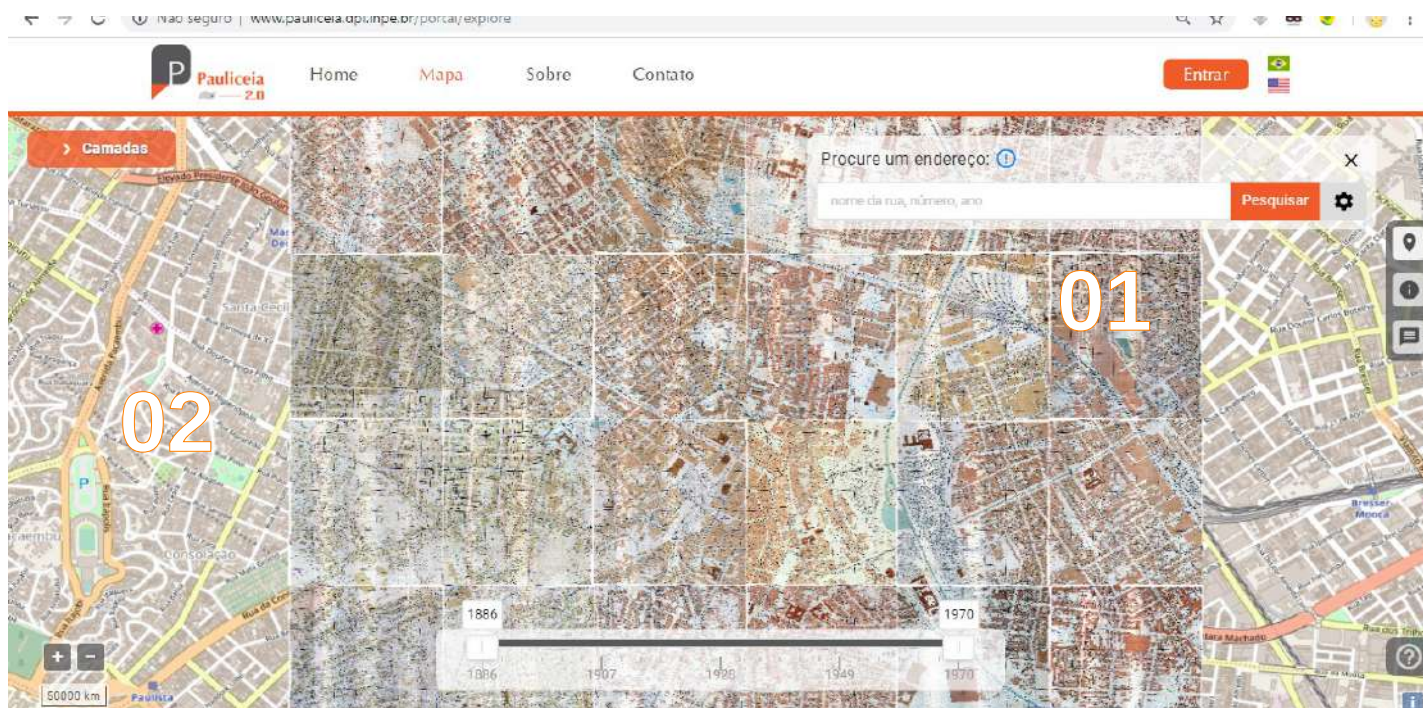 Não seguro | www.pauliceia.dpi.inpe.br/portal/explore
P
Pauliceia
2.0
Home
Mapa
Sobre
Contato
Entrar
Camadas
Procure um endereço:
nome da rua, número, ano
Pesquisar
01
02
Santa Cecil
P
Consolação
Bresser
Mooca
1886
1970
1886
1907
1928
1949
1970
+
−
50000 km
Paulista
?
i